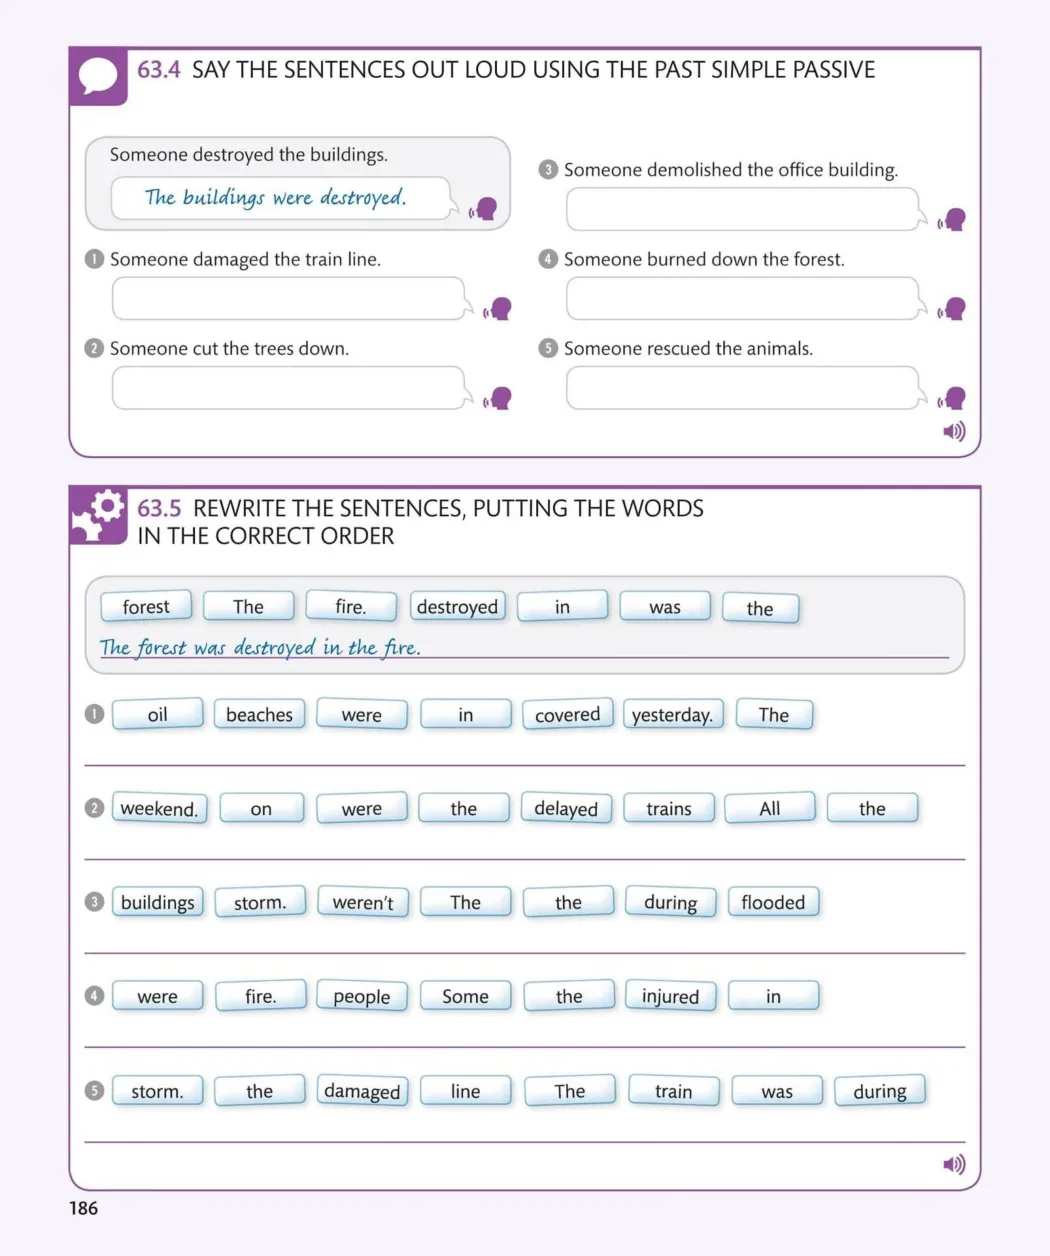 63.4 SAY THE SENTENCES OUT LOUD USING THE PAST SIMPLE PASSIVE
Someone destroyed the buildings.
The buildings were destroyed.
1 Someone damaged the train line.
2 Someone cut the trees down.
3 Someone demolished the office building.
4 Someone burned down the forest.
5 Someone rescued the animals.
63.5 REWRITE THE SENTENCES, PUTTING THE WORDS
IN THE CORRECT ORDER
forest The fire. destroyed in was the
The forest was destroyed in the fire.
1 oil beaches were in covered yesterday. The
2 weekend. on were the delayed trains All the
3 buildings storm. weren't The the during flooded
4 were fire. people Some the injured in
5 storm. the damaged line The train was during
186